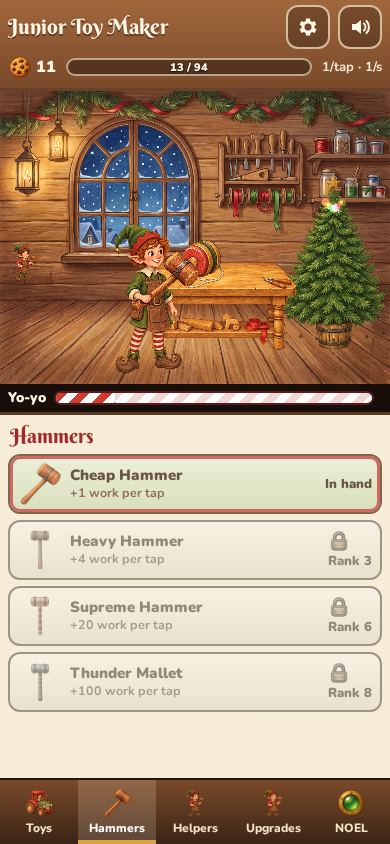 Junior Toy Maker
11
13 / 94
1/tap · 1/s
Yo-yo
Hammers
Cheap Hammer
+1 work per tap
In hand
Heavy Hammer
+4 work per tap
Rank 3
Supreme Hammer
+20 work per tap
Rank 6
Thunder Mallet
+100 work per tap
Rank 8
Toys
Hammers
Helpers
Upgrades
NOEL